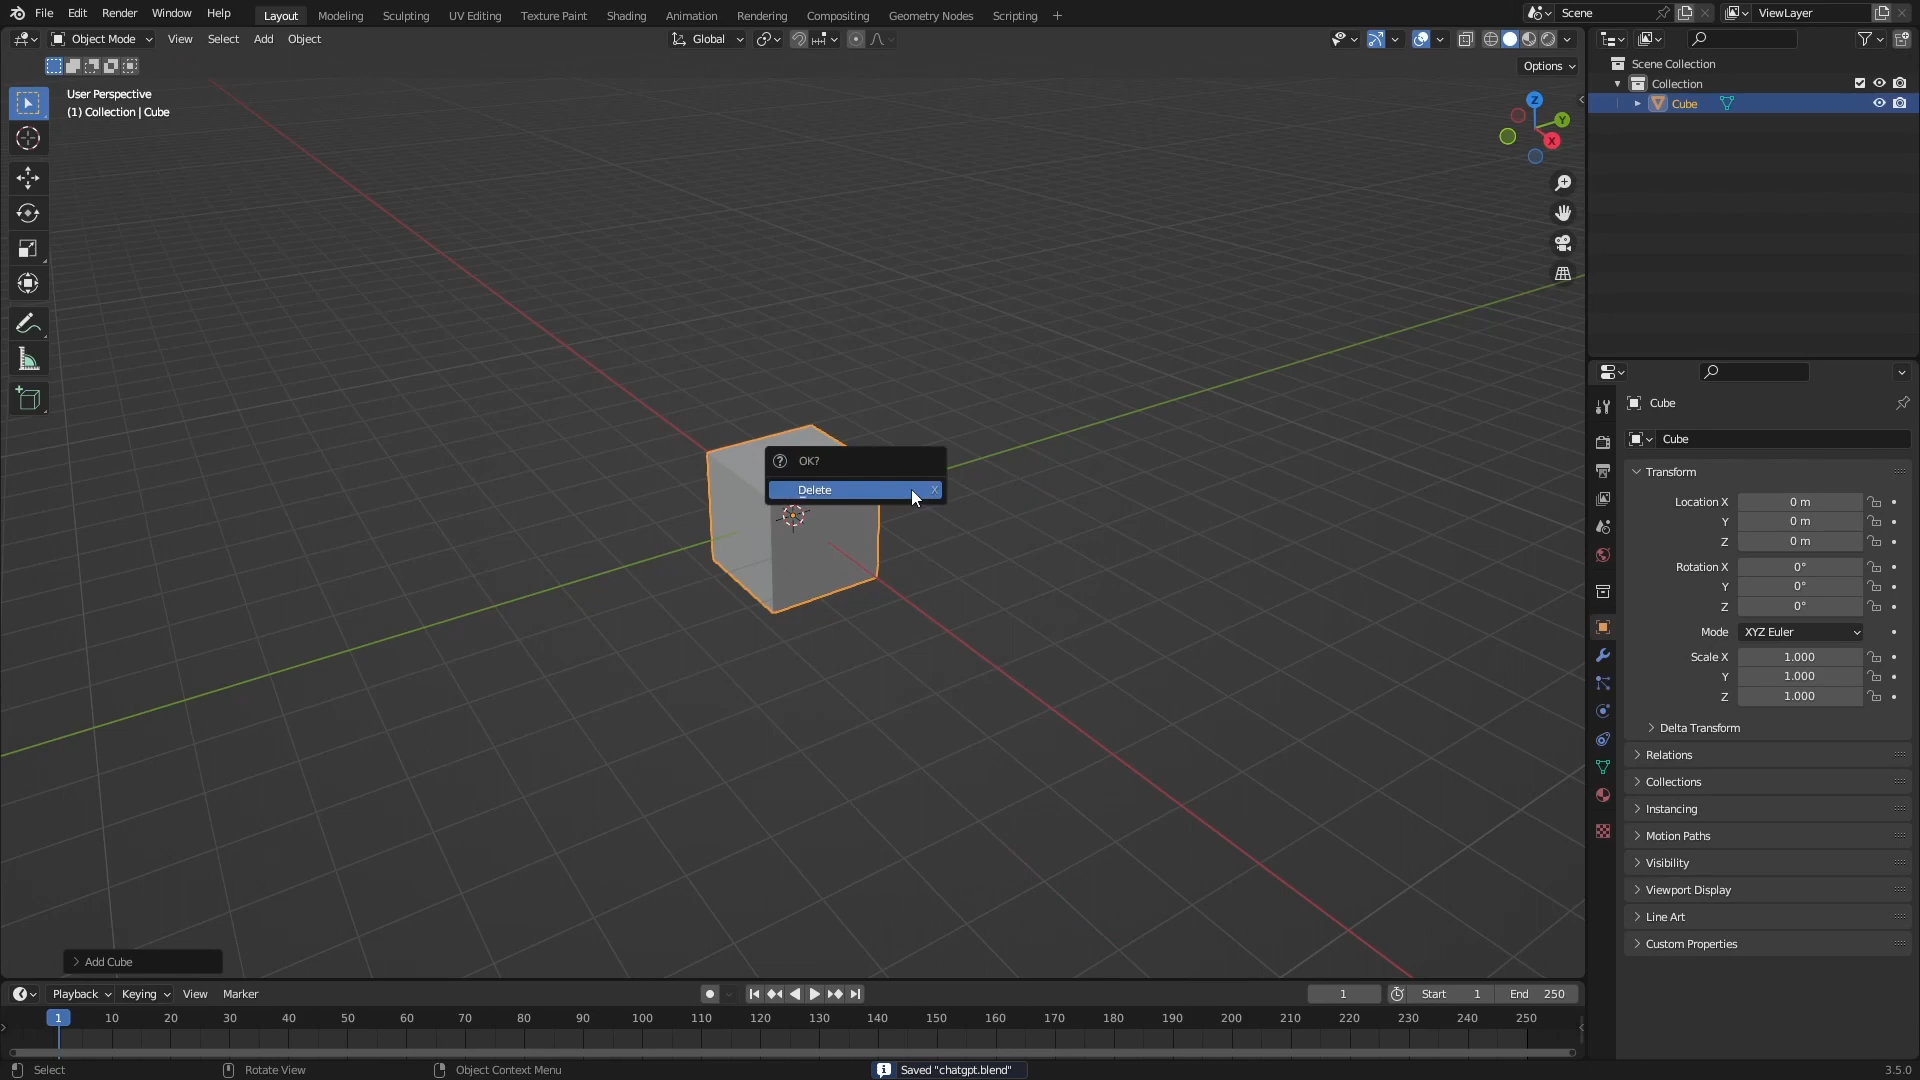 File Edit Render Window Help Layout Modeling Sculpting UV Editing Texture Paint Shading Animation Rendering Compositing Geometry Nodes Scripting + Scene ViewLayer
Object Mode View Select Add Object Global
Options
User Perspective
(1) Collection | Cube
Z
Y
X
OK?
Delete X
Add Cube
Scene Collection
Collection
Cube
Cube
Cube
Transform
Location X 0 m
Y 0 m
Z 0 m
Rotation X 0°
Y 0°
Z 0°
Mode XYZ Euler
Scale X 1.000
Y 1.000
Z 1.000
Delta Transform
Relations
Collections
Instancing
Motion Paths
Visibility
Viewport Display
Line Art
Custom Properties
Playback Keying View Marker 1 Start 1 End 250
1 10 20 30 40 50 60 70 80 90 100 110 120 130 140 150 160 170 180 190 200 210 220 230 240 250
Select Rotate View Object Context Menu Saved "chatgpt.blend" 3.5.0